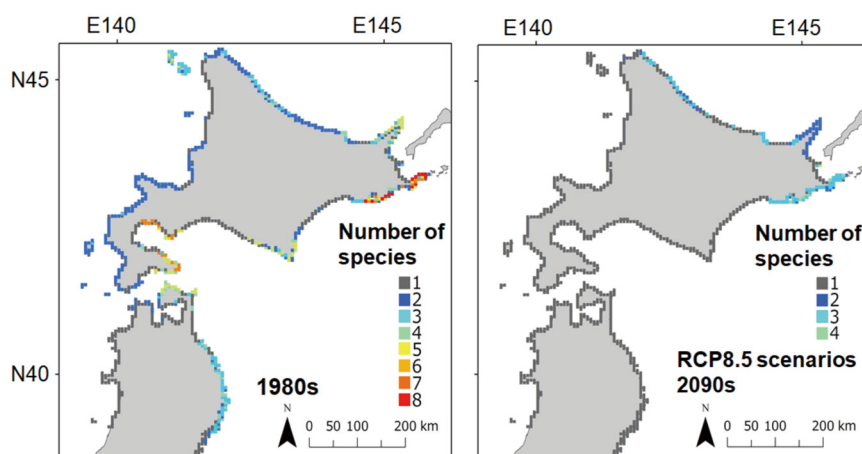 E140 E145
N45
N40
Number of
species
1
2
3
4
5
6
7
8
1980s
N
0 50 100 200 km
E140 E145
Number of
species
1
2
3
4
RCP8.5 scenarios
2090s
N
0 50 100 200 km